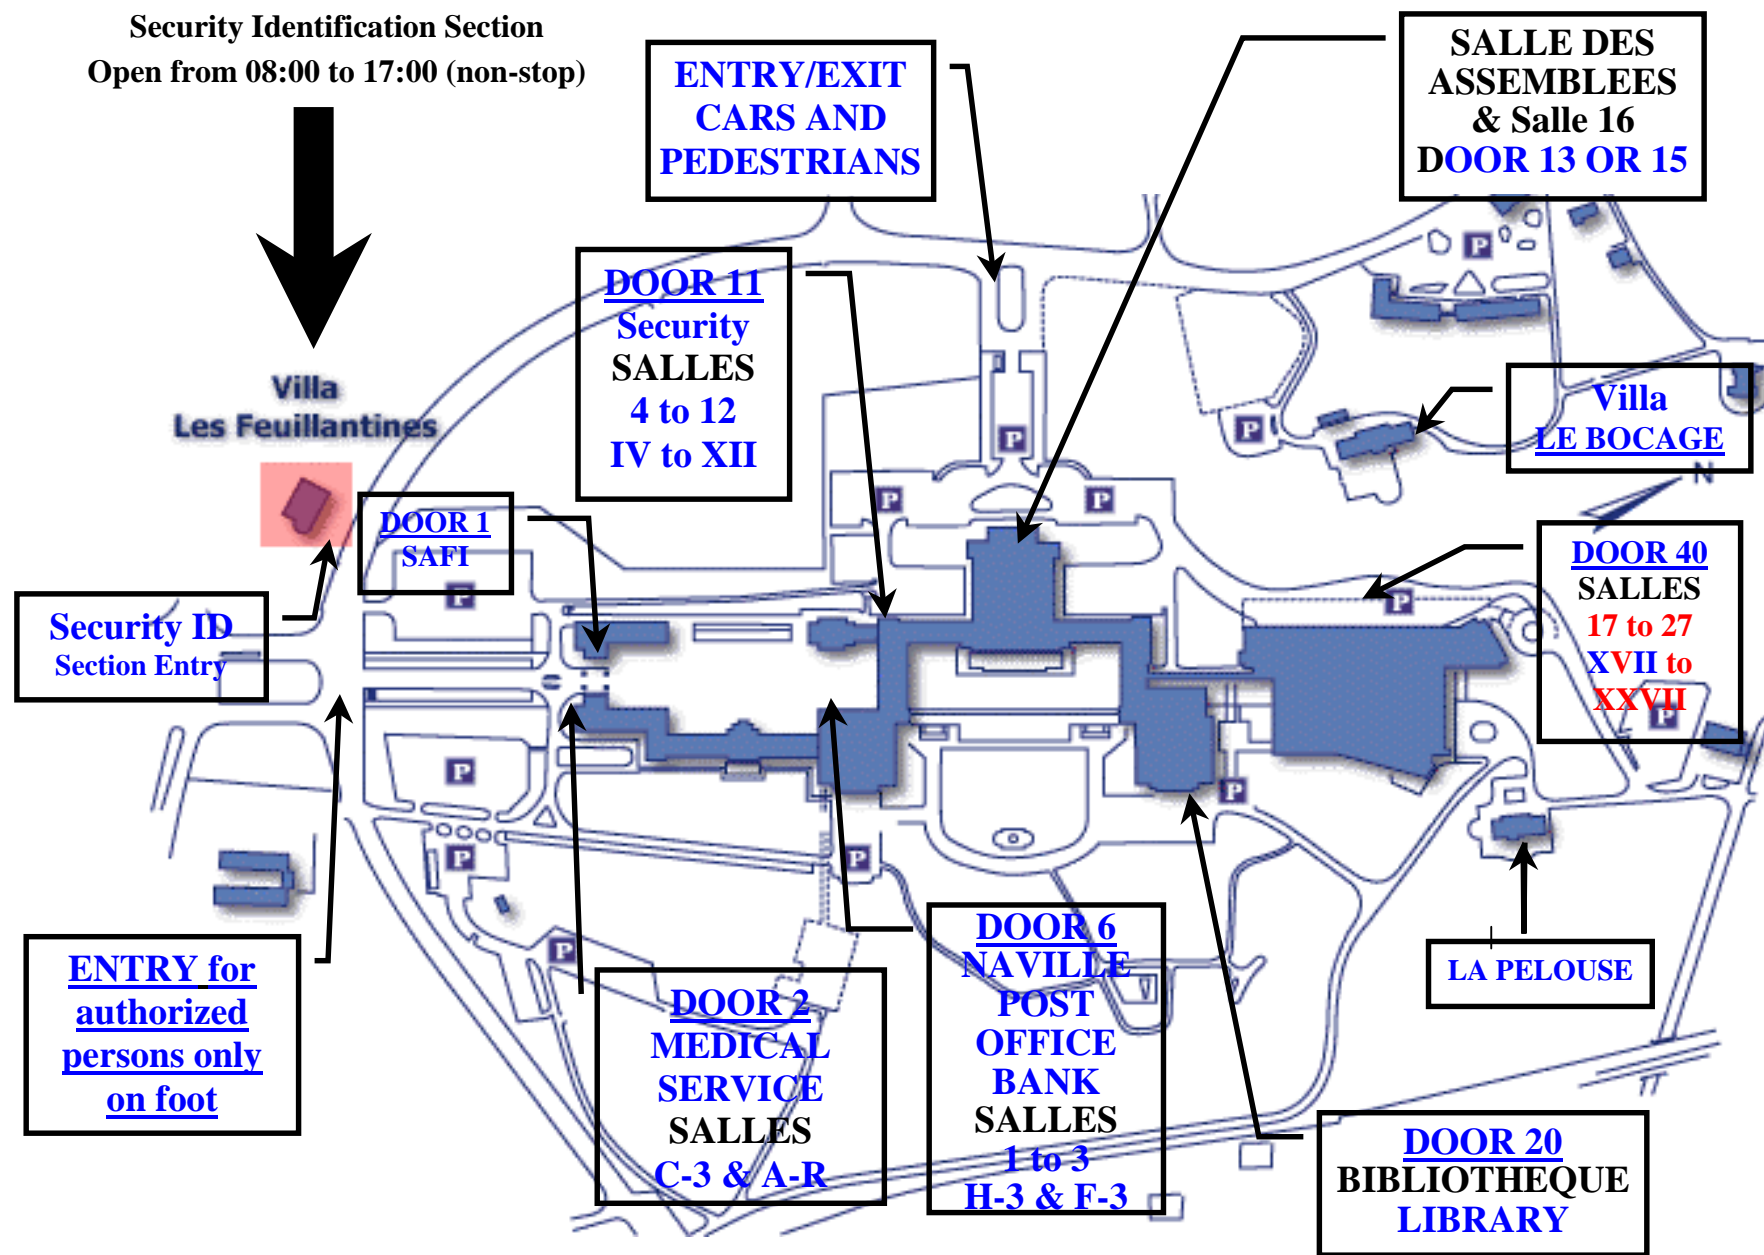 Security Identification Section
Open from 08:00 to 17:00 (non-stop)
ENTRY/EXIT
CARS AND
PEDESTRIANS
SALLE DES
ASSEMBLEES
& Salle 16
DOOR 13 OR 15
DOOR 11
Security
SALLES
4 to 12
IV to XII
Villa
Les Feuillantines
Villa
LE BOCAGE
N
DOOR 1
SAFI
DOOR 40
SALLES
17 to 27
XVII to
XXVII
Security ID
Section Entry
ENTRY for
authorized
persons only
on foot
DOOR 2
MEDICAL
SERVICE
SALLES
C-3 & A-R
DOOR 6
NAVILLE
POST
OFFICE
BANK
SALLES
1 to 3
H-3 & F-3
LA PELOUSE
DOOR 20
BIBLIOTHEQUE
LIBRARY
P
P
P
P
P
P
P
P
P
P
P
P
P